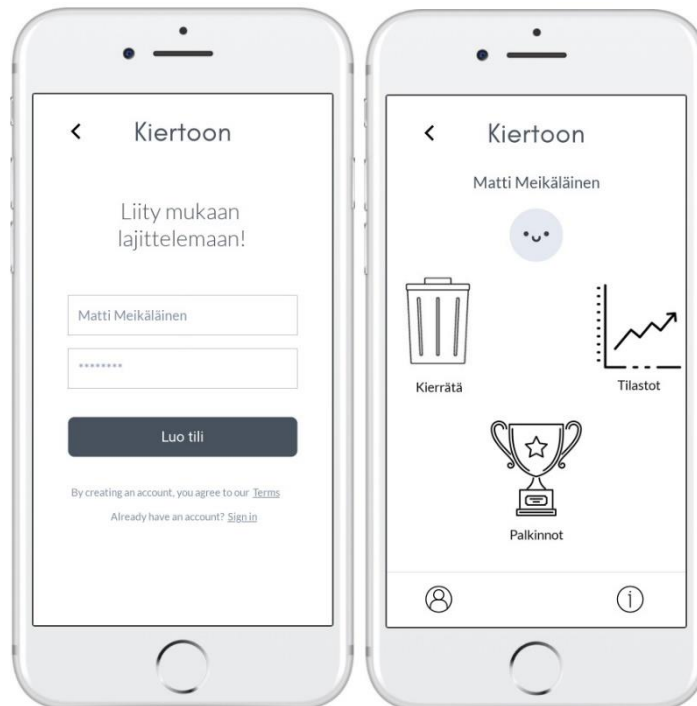 Kiertoon
Liity mukaan
lajittelemaan!
Matti Meikäläinen
********
Luo tili
By creating an account, you agree to our Terms
Already have an account? Sign in
Kiertoon
Matti Meikäläinen
Kierrätä
Tilastot
Palkinnot